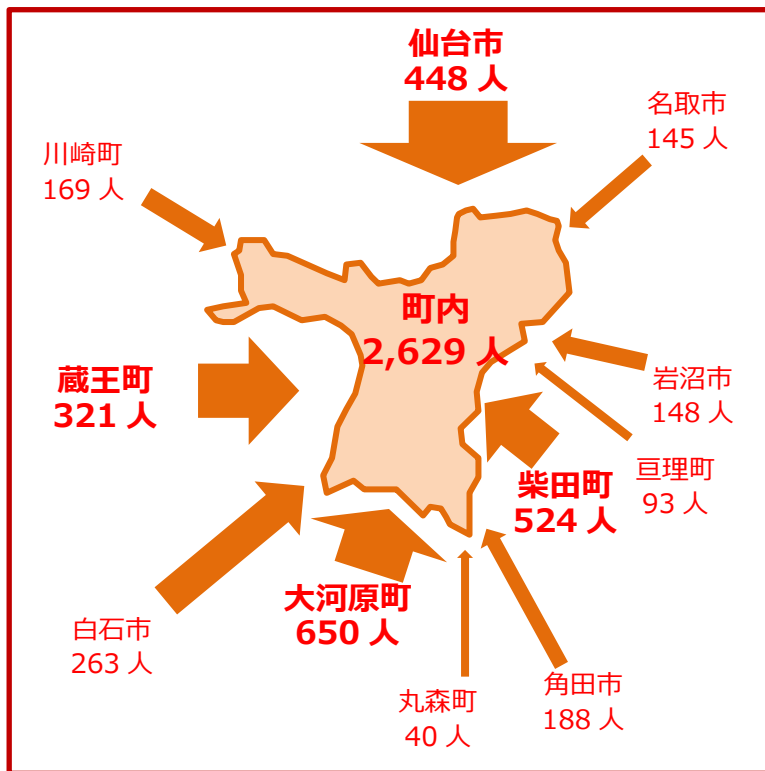 仙台市
448 人
名取市
145 人
川崎町
169 人
町内
2,629 人
蔵王町
321 人
岩沼市
148 人
亘理町
93 人
柴田町
524 人
大河原町
650 人
白石市
263 人
丸森町
40 人
角田市
188 人